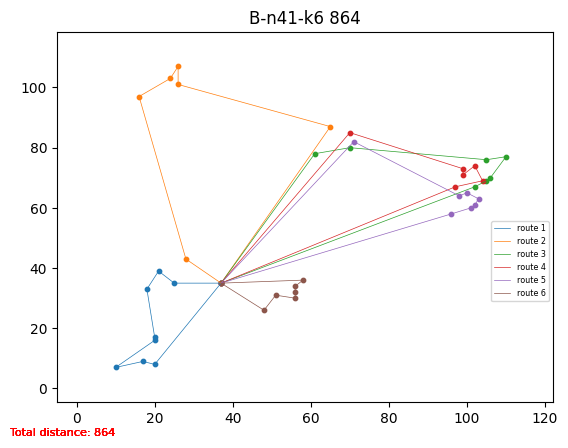 B-n41-k6 864
100
80
60
40
20
0
0 20 40 60 80 100 120
route 1
route 2
route 3
route 4
route 5
route 6
Total distance: 864